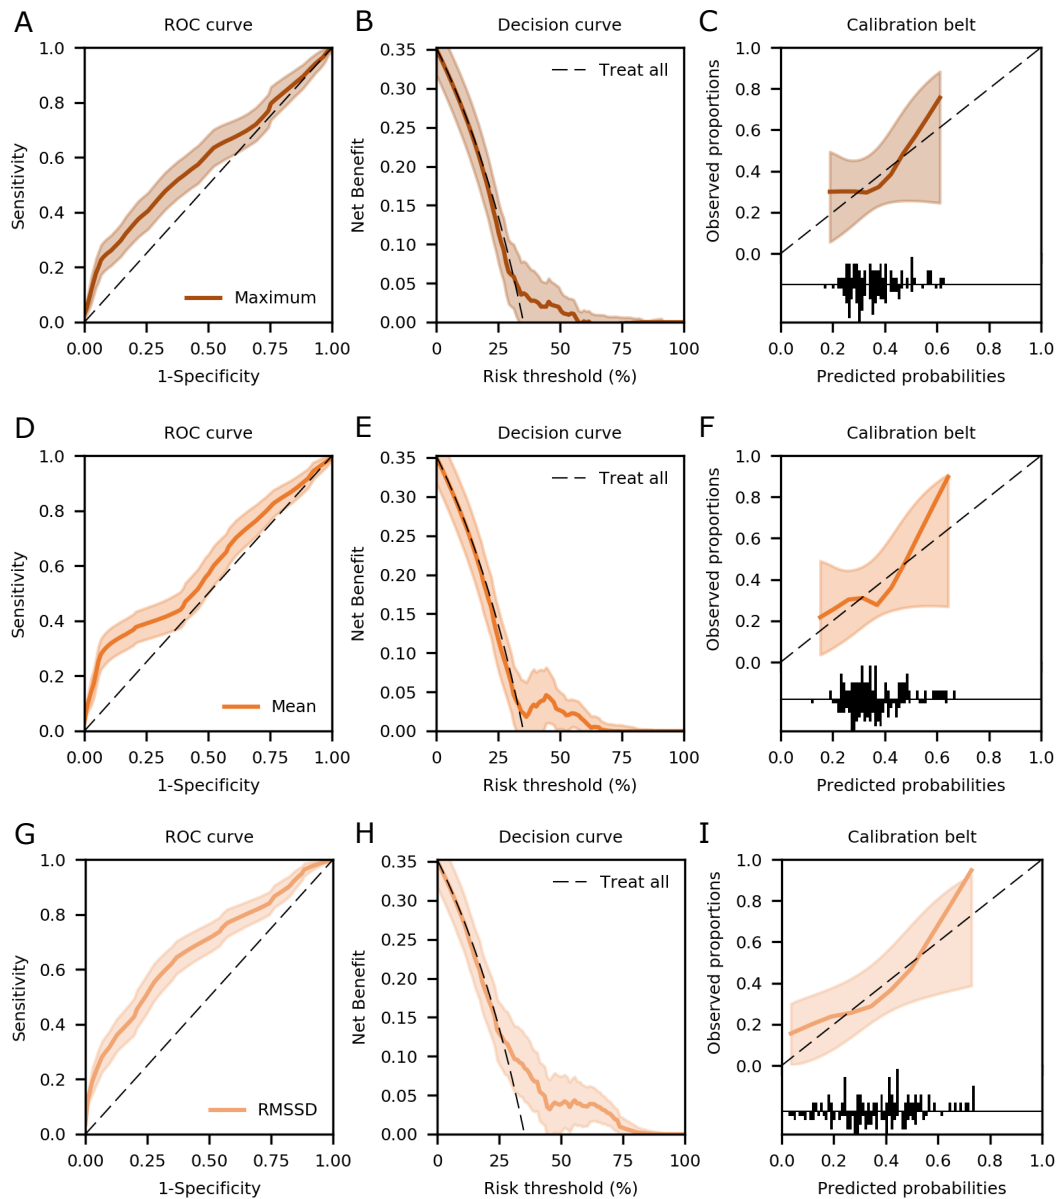 A
ROC curve
Sensitivity
1.0
0.8
0.6
0.4
0.2
0.0
Maximum
0.00 0.25 0.50 0.75 1.00
1-Specificity
B
Decision curve
Net Benefit
0.35
0.30
0.25
0.20
0.15
0.10
0.05
0.00
Treat all
0 25 50 75 100
Risk threshold (%)
C
Calibration belt
Observed proportions
1.0
0.8
0.6
0.4
0.2
0.0
0.0 0.2 0.4 0.6 0.8 1.0
Predicted probabilities
D
ROC curve
Sensitivity
1.0
0.8
0.6
0.4
0.2
0.0
Mean
0.00 0.25 0.50 0.75 1.00
1-Specificity
E
Decision curve
Net Benefit
0.35
0.30
0.25
0.20
0.15
0.10
0.05
0.00
Treat all
0 25 50 75 100
Risk threshold (%)
F
Calibration belt
Observed proportions
1.0
0.8
0.6
0.4
0.2
0.0
0.0 0.2 0.4 0.6 0.8 1.0
Predicted probabilities
G
ROC curve
Sensitivity
1.0
0.8
0.6
0.4
0.2
0.0
RMSSD
0.00 0.25 0.50 0.75 1.00
1-Specificity
H
Decision curve
Net Benefit
0.35
0.30
0.25
0.20
0.15
0.10
0.05
0.00
Treat all
0 25 50 75 100
Risk threshold (%)
I
Calibration belt
Observed proportions
1.0
0.8
0.6
0.4
0.2
0.0
0.0 0.2 0.4 0.6 0.8 1.0
Predicted probabilities